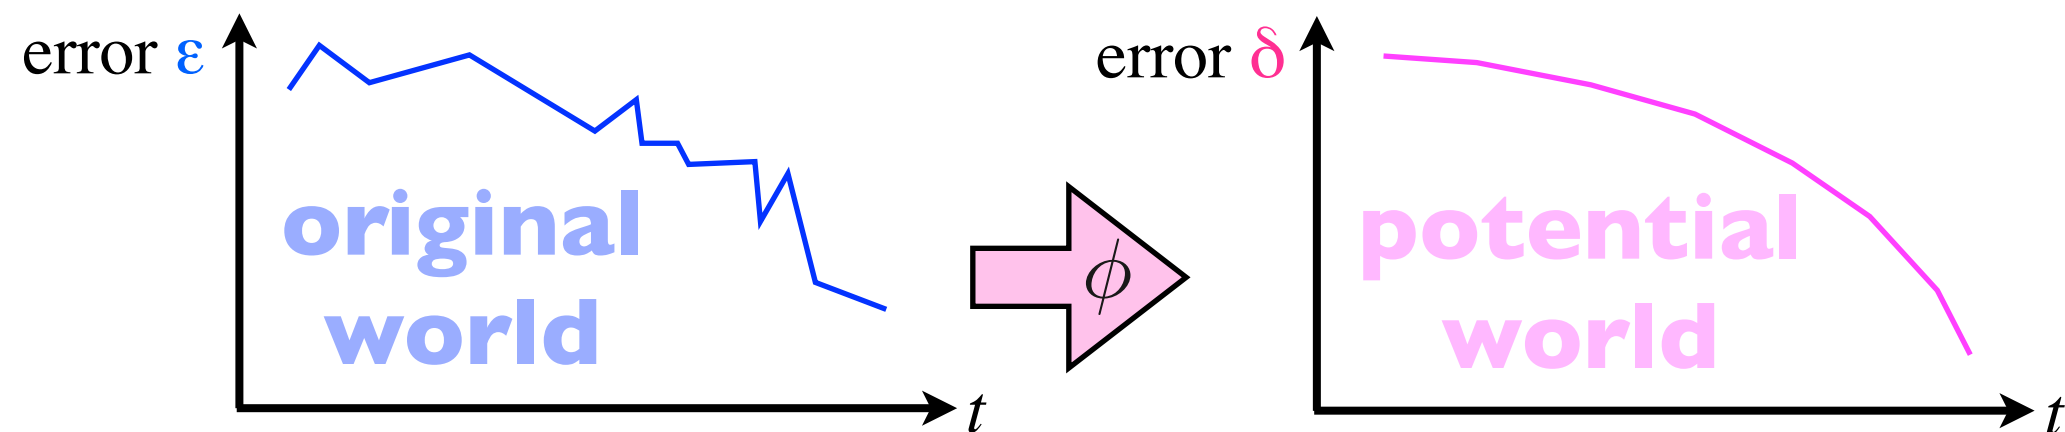 error ε
original
world
t
ϕ
error δ
potential
world
t